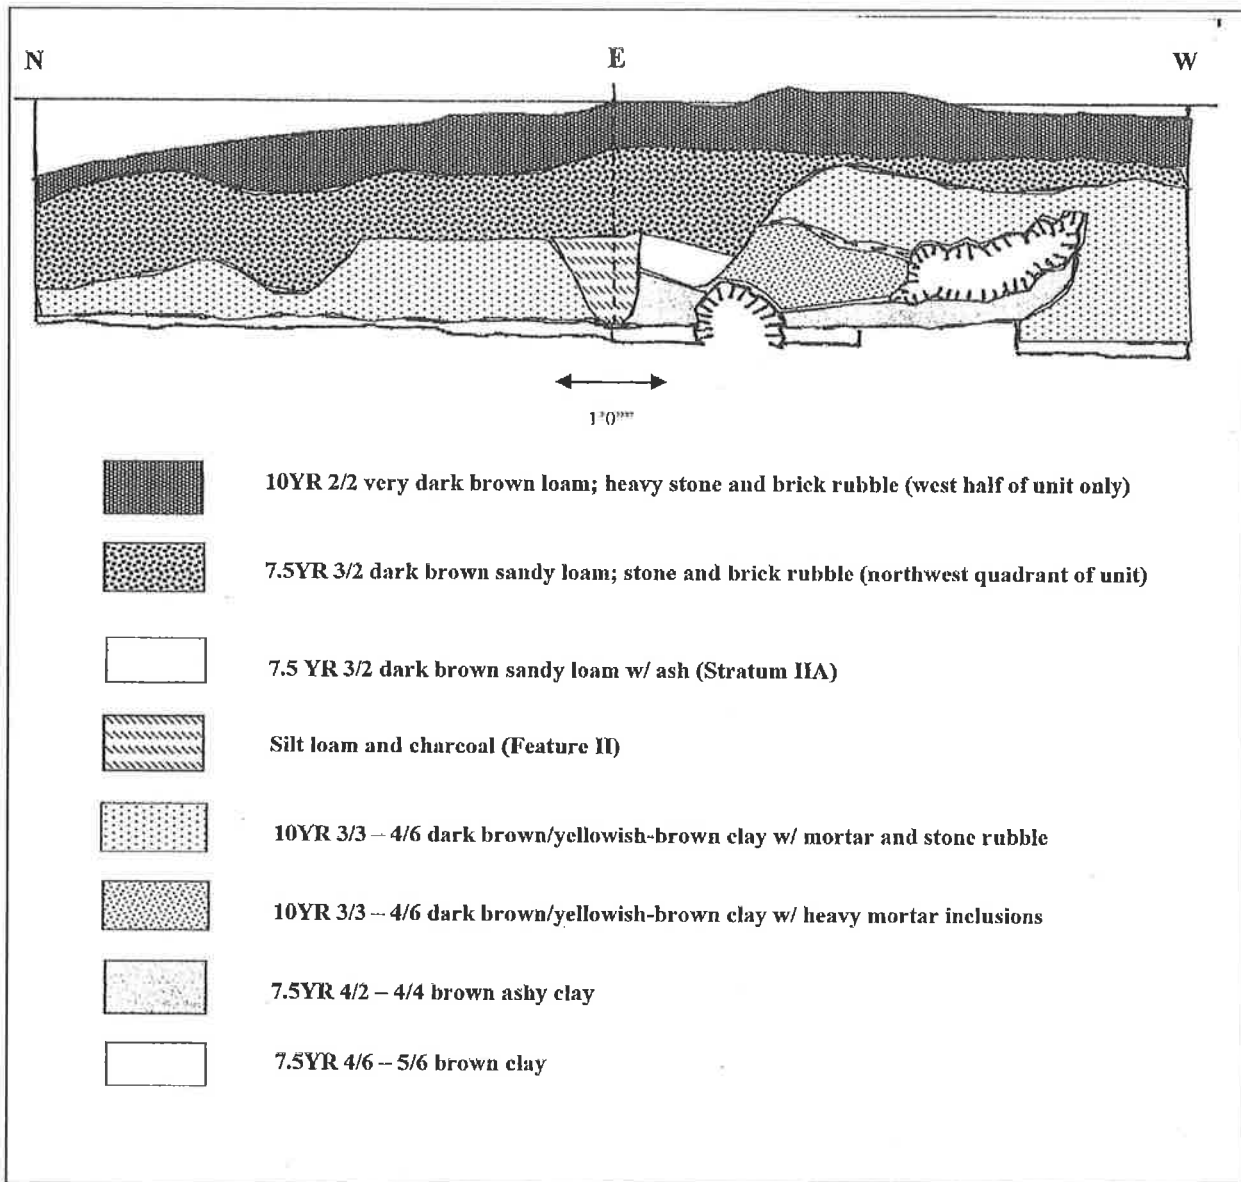 N E W
1'0"""
10YR 2/2 very dark brown loam; heavy stone and brick rubble (west half of unit only)
7.5YR 3/2 dark brown sandy loam; stone and brick rubble (northwest quadrant of unit)
7.5 YR 3/2 dark brown sandy loam w/ ash (Stratum IIA)
Silt loam and charcoal (Feature II)
10YR 3/3 – 4/6 dark brown/yellowish-brown clay w/ mortar and stone rubble
10YR 3/3 – 4/6 dark brown/yellowish-brown clay w/ heavy mortar inclusions
7.5YR 4/2 – 4/4 brown ashy clay
7.5YR 4/6 – 5/6 brown clay